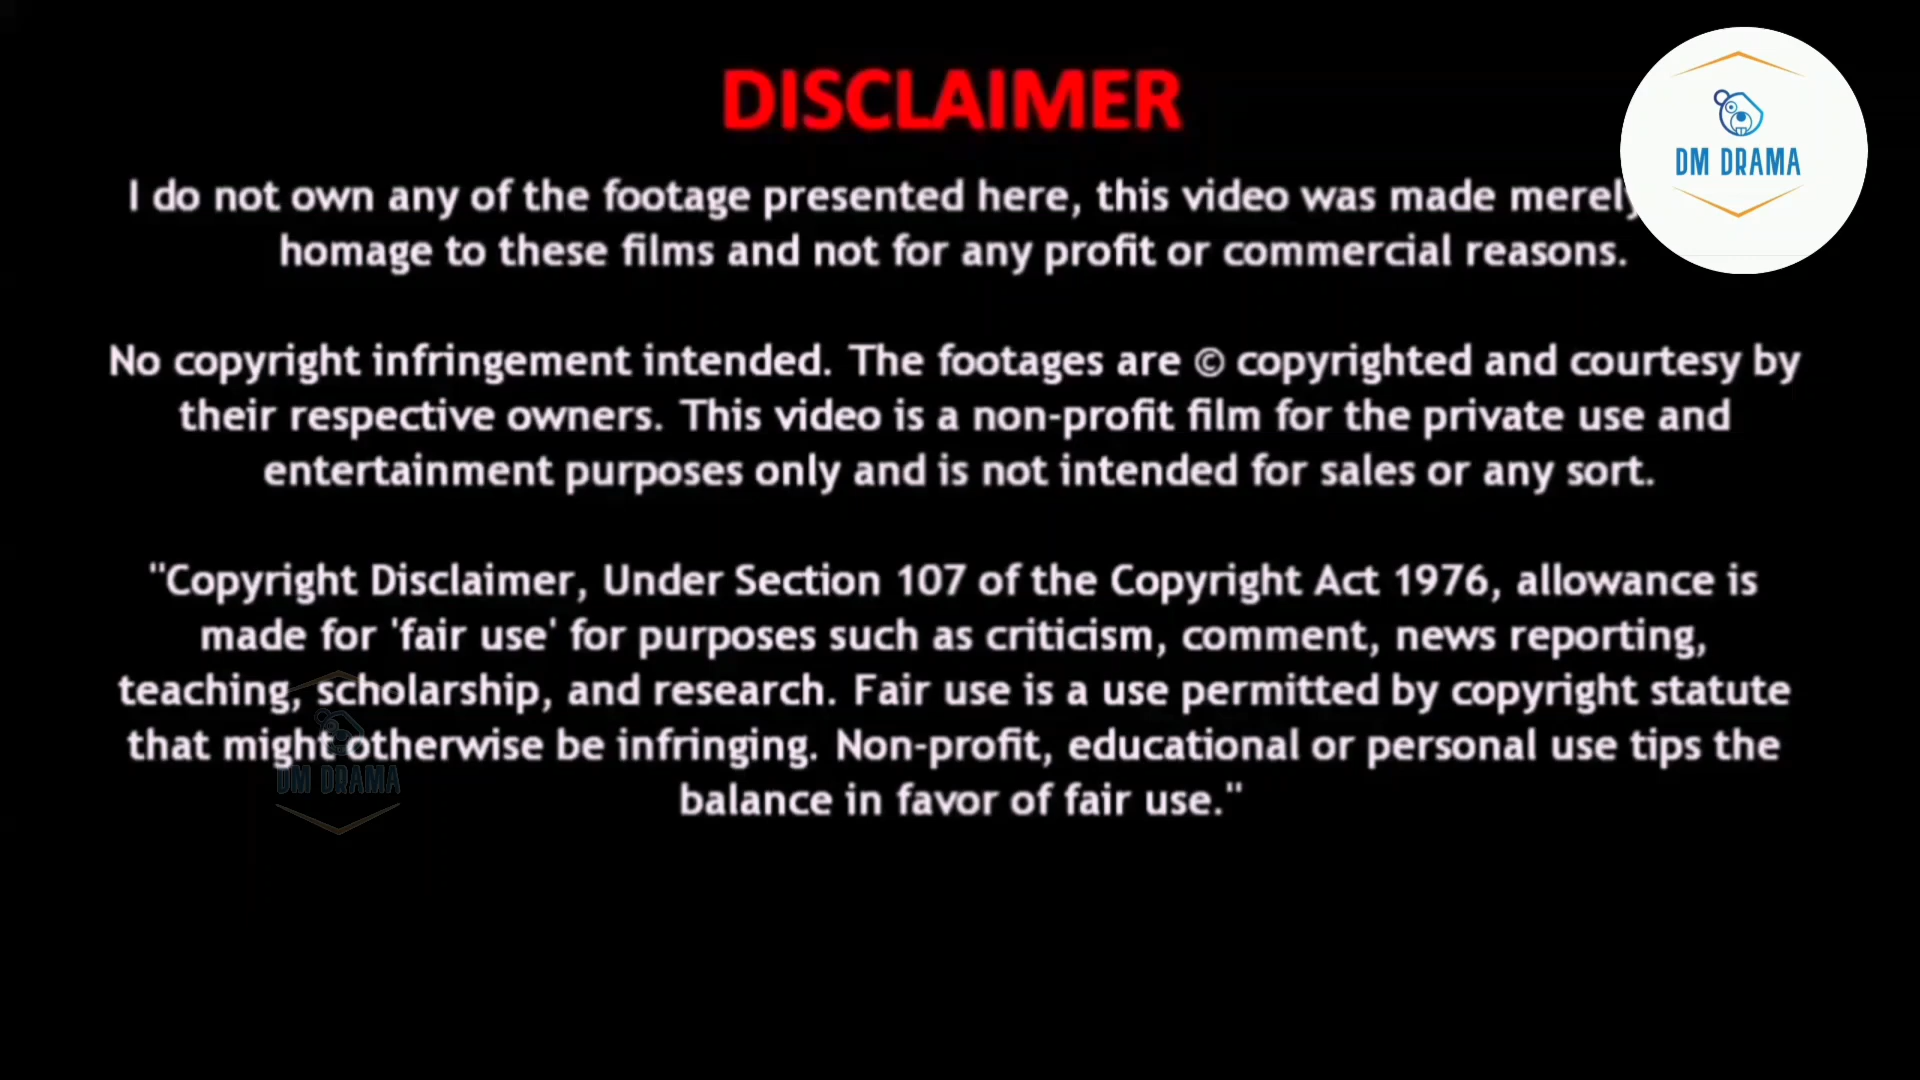 DISCLAIMER
DM DRAMA
I do not own any of the footage presented here, this video was made merely
homage to these films and not for any profit or commercial reasons.
No copyright infringement intended. The footages are © copyrighted and courtesy by
their respective owners. This video is a non-profit film for the private use and
entertainment purposes only and is not intended for sales or any sort.
"Copyright Disclaimer, Under Section 107 of the Copyright Act 1976, allowance is
made for 'fair use' for purposes such as criticism, comment, news reporting,
teaching, scholarship, and research. Fair use is a use permitted by copyright statute
that might otherwise be infringing. Non-profit, educational or personal use tips the
DM DRAMA
balance in favor of fair use."